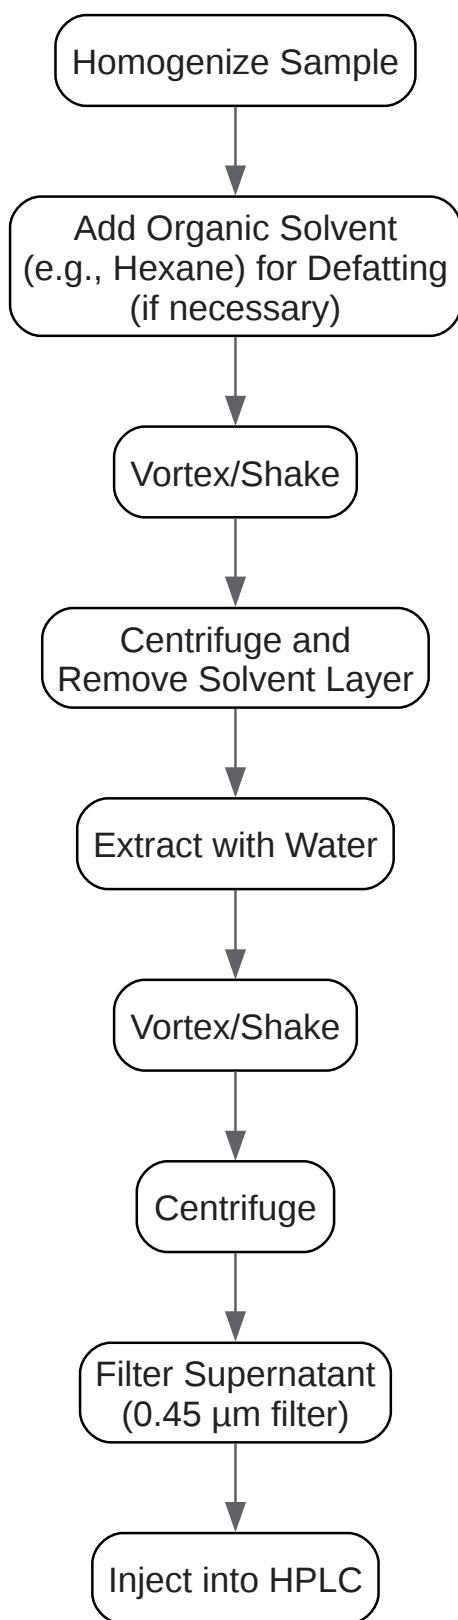 Homogenize Sample
Add Organic Solvent
(e.g., Hexane) for Defatting
(if necessary)
Vortex/Shake
Centrifuge and
Remove Solvent Layer
Extract with Water
Vortex/Shake
Centrifuge
Filter Supernatant
(0.45 µm filter)
Inject into HPLC